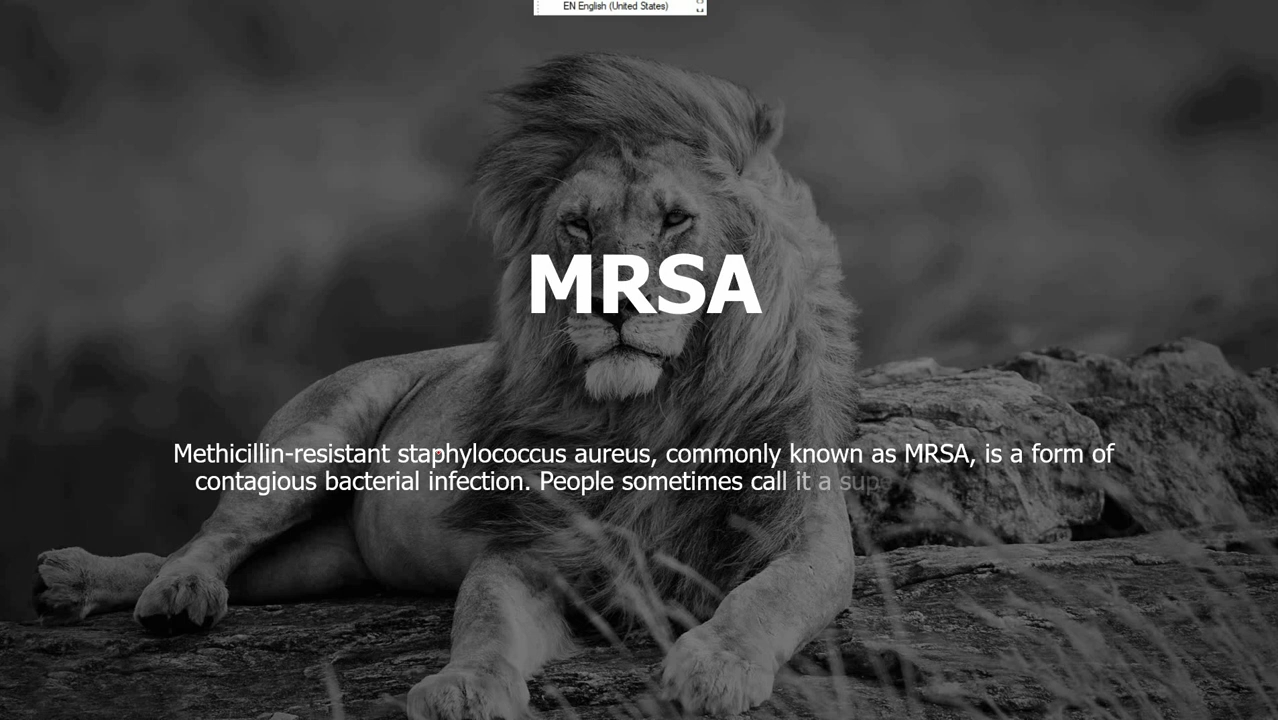 EN English (United States)
MRSA
Methicillin-resistant staphylococcus aureus, commonly known as MRSA, is a form of
contagious bacterial infection. People sometimes call it a sup